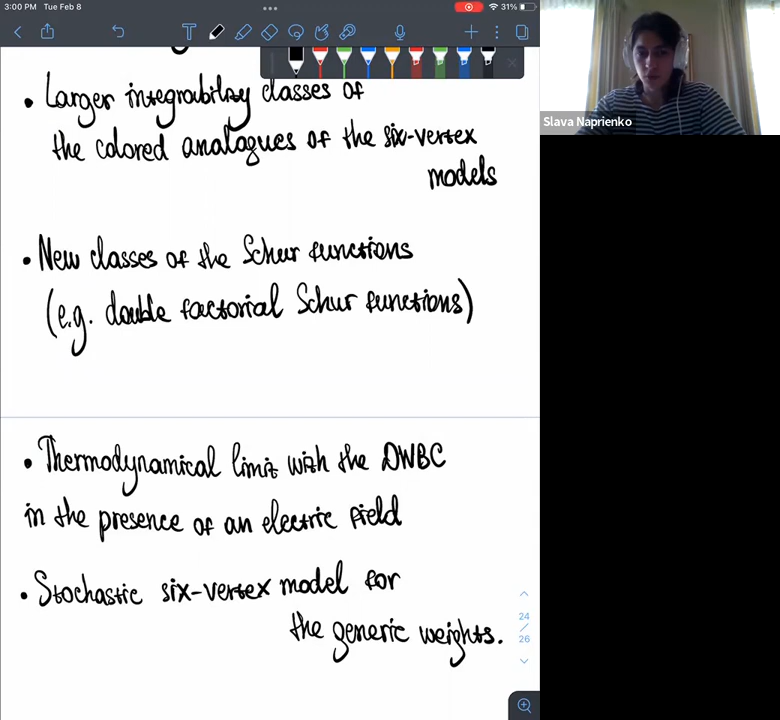 3:00 PM Tue Feb 8
31%
• Larger integrability classes of
the colored analogues of the six-vertex
models
• New classes of the Schur functions
(e.g. double factorial Schur functions)
• Thermodynamical limit with the DWBC
in the presence of an electric field
• Stochastic six-vertex model for
the generic weights.
24
/
26
Slava Naprienko